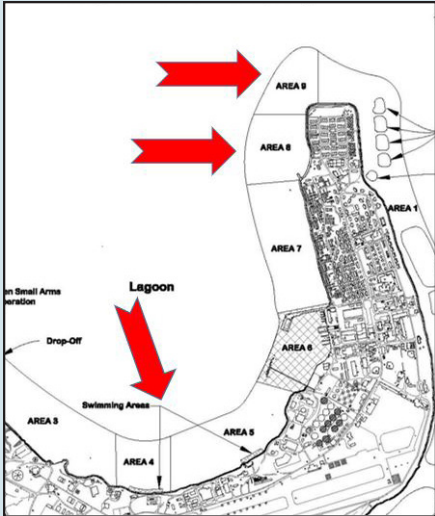 AREA 9
AREA 8
AREA 1
AREA 7
en Small Arms
peration
Lagoon
AREA 6
Drop-Off
Swimming Areas
AREA 3
AREA 5
AREA 4